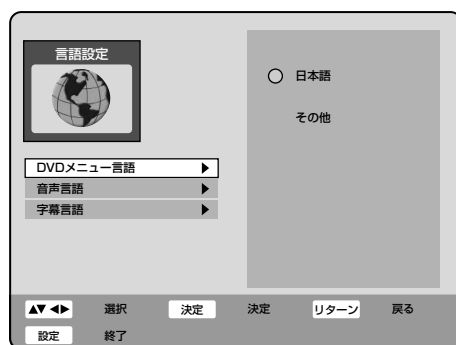 言語設定
日本語
その他
DVDメニュー言語 ▶
音声言語 ▶
字幕言語 ▶
▲▼ ◀▶ 選択 決定 決定 リターン 戻る
設定 終了